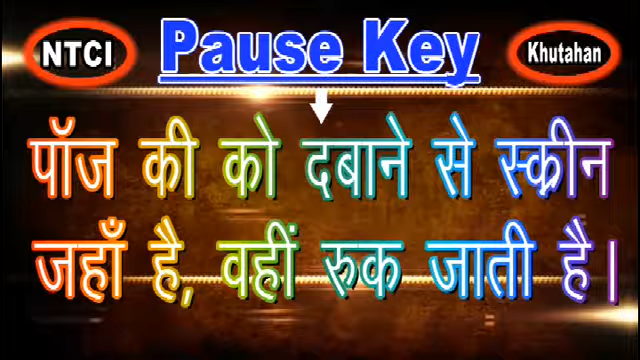 NTCI Pause Key Khutahan
पॉज की को दबाने से स्क्रीन
जहाँ है, वहीं रुक जाती है।